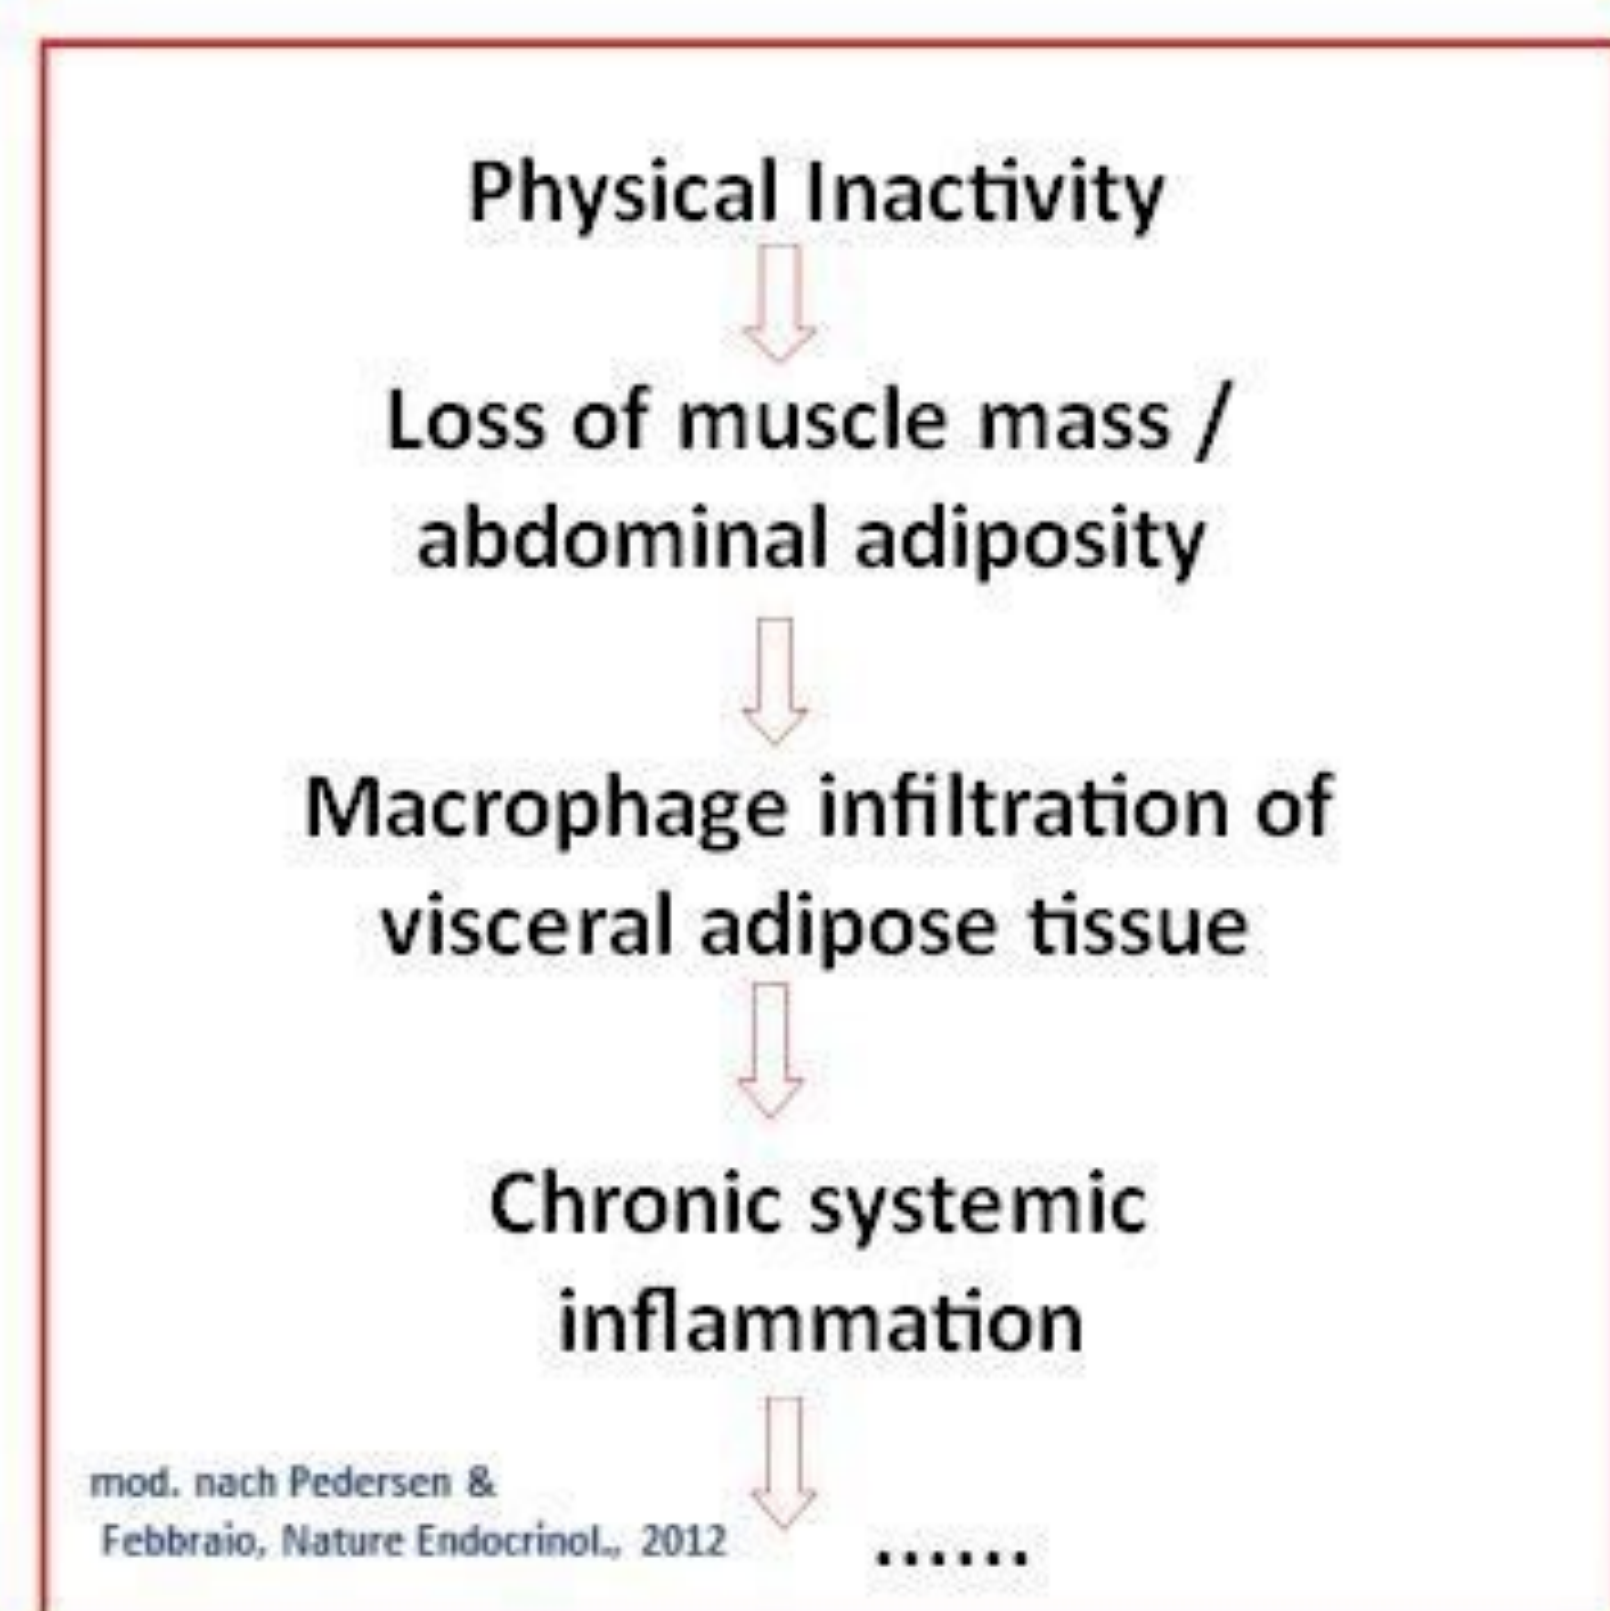 Physical Inactivity
Loss of muscle mass /
abdominal adiposity
Macrophage infiltration of
visceral adipose tissue
Chronic systemic
inflammation
mod. nach Pedersen &
Febbraio, Nature Endocrinol., 2012
......